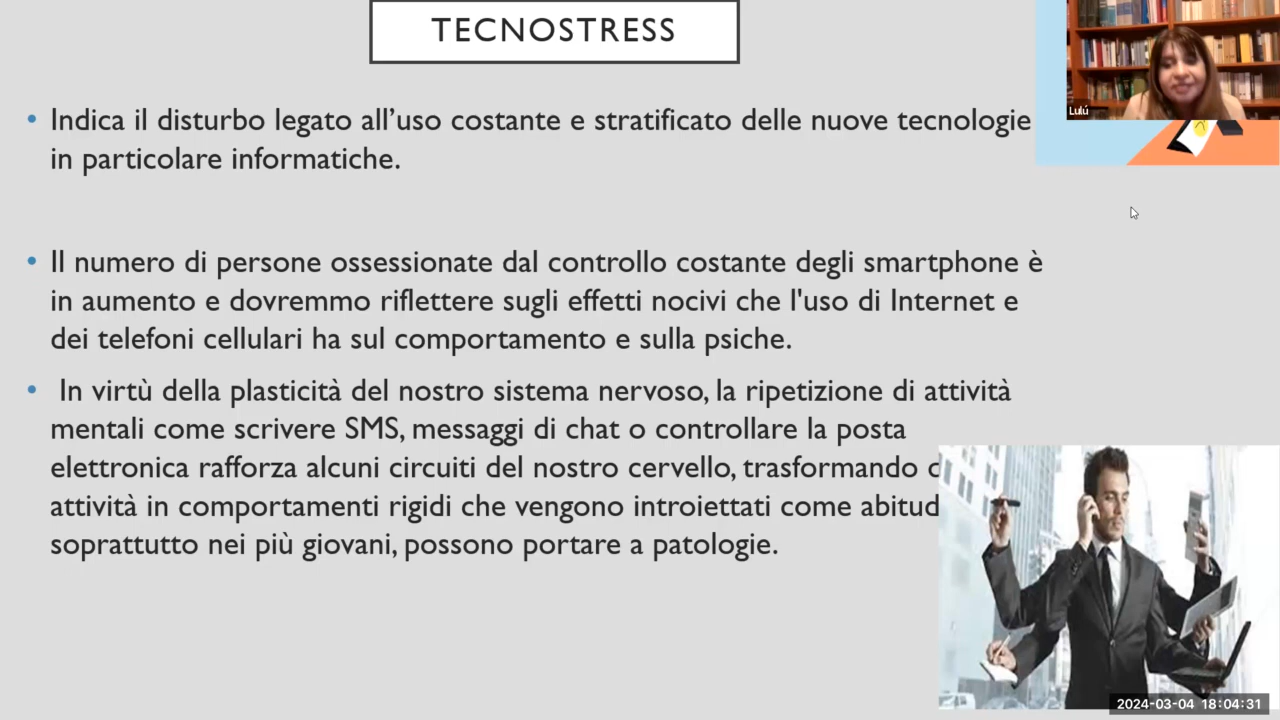 TECNOSTRESS
Lulú
• Indica il disturbo legato all’uso costante e stratificato delle nuove tecnologie
in particolare informatiche.
• Il numero di persone ossessionate dal controllo costante degli smartphone è
in aumento e dovremmo riflettere sugli effetti nocivi che l'uso di Internet e
dei telefoni cellulari ha sul comportamento e sulla psiche.
• In virtù della plasticità del nostro sistema nervoso, la ripetizione di attività
mentali come scrivere SMS, messaggi di chat o controllare la posta
elettronica rafforza alcuni circuiti del nostro cervello, trasformando
attività in comportamenti rigidi che vengono introiettati come
soprattutto nei più giovani, possono portare a patologie.
2024-03-04 18:04:31